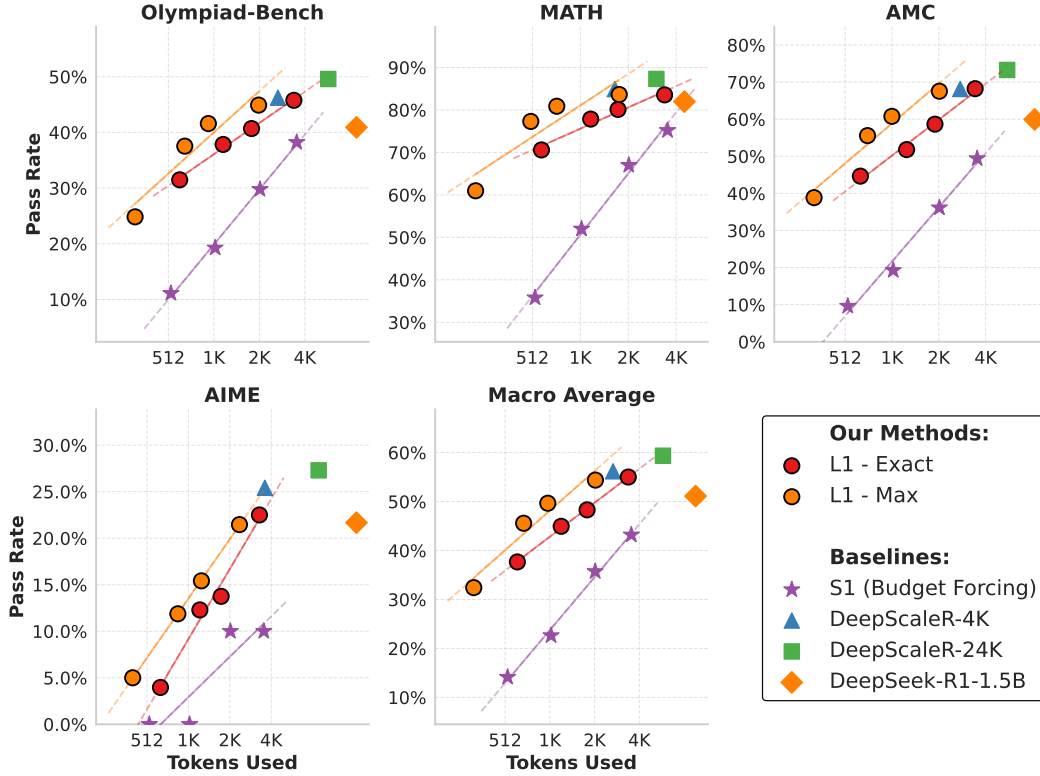 Olympiad-Bench
MATH
AMC
Pass Rate
50%
40%
30%
20%
10%
512 1K 2K 4K
90%
80%
70%
60%
50%
40%
30%
512 1K 2K 4K
80%
70%
60%
50%
40%
30%
20%
10%
0%
512 1K 2K 4K
AIME
Macro Average
Pass Rate
30.0%
25.0%
20.0%
15.0%
10.0%
5.0%
0.0%
512 1K 2K 4K
Tokens Used
60%
50%
40%
30%
20%
10%
512 1K 2K 4K
Tokens Used
Our Methods:
L1 - Exact
L1 - Max
Baselines:
S1 (Budget Forcing)
DeepScaleR-4K
DeepScaleR-24K
DeepSeek-R1-1.5B